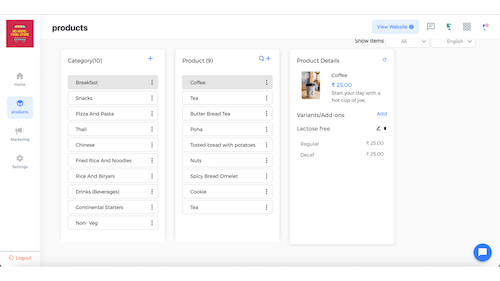 products
View Website
Show Items
All
English
Home
products
Marketing
Settings
Logout
Category(10)
Breakfast
Snacks
Pizza And Pasta
Thali
Chinese
Fried Rice And Noodles
Rice And Biryani
Drinks (Beverages)
Continental Starters
Non- Veg
Product (9)
Coffee
Tea
Butter Bread Tea
Poha
Tosted bread with potatoes
Nuts
Spicy Bread Omelet
Cookie
Tea
Product Details
Coffee
₹ 25.00
Start your day with a
hot cup of joe.
Variants/Add-ons Add
Lactose free
Regular ₹ 25.00
Decaf ₹ 25.00